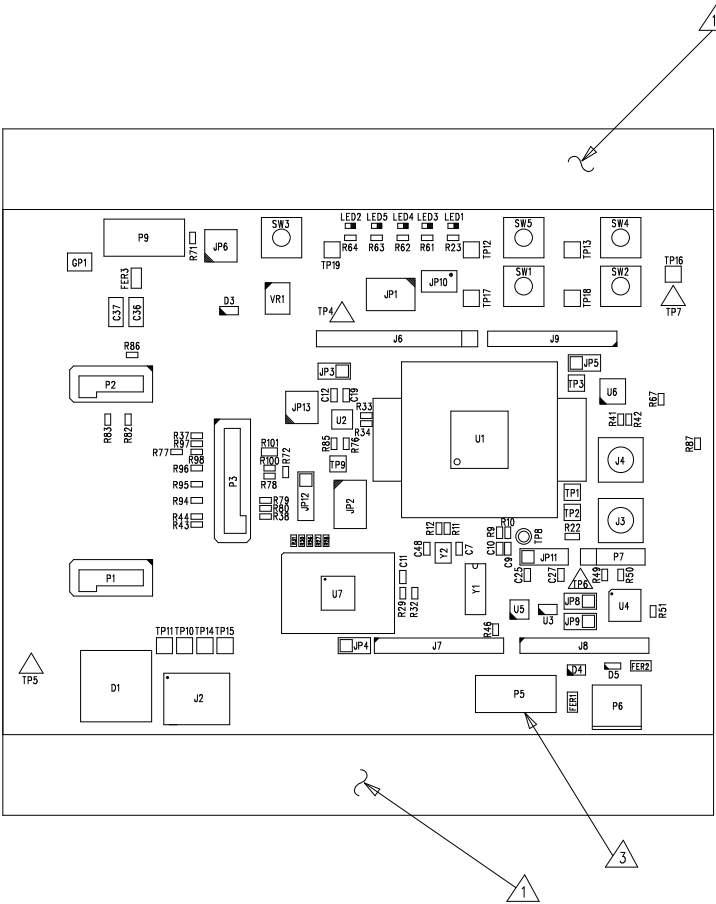 1
LED2 LED5 LED4 LED3 LED1
SW3 SW5 SW4
P9 R71 JP6
R64 R63 R62 R61 R23
TP12 TP13
TP19
GP1 FER3 TP16
JP10 SW1 SW2
VR1 JP1
D3 TP17 TP18
C37 C36 TP4 TP7
J6 J9
R86
JP3 JP5
P2 TP3
C12 C19 U6
R67
JP13 R33
R83 R82 U2 R41 R42
R34
R37
R97 R101 R85 R76 U1 R87
R77 R98 R72
R100 TP9 J4
R96 R78
R95 P3 JP12 JP2 TP1
R94 R79
R80 TP2 J3
R44 R38
R43 R12 R11 R9 R10
R22
TP8
C48 Y2 C7 C10 C9 JP11 P7
C11 C25 C27 TP6 R49 R50
P1 U7 Y1
R29 R32 JP8
U5 U3 U4 R51
JP9
R46
TP11 TP10 TP14 TP15
JP4 J7 J8
TP5 D4 D5 FER2
D1 J2 P5 FER1 P6
3
1